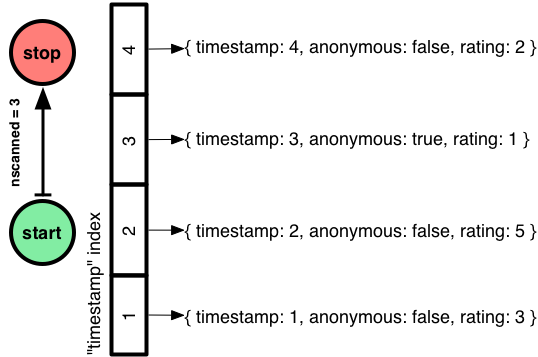 stop
nscanned = 3
start
"timestamp" index
4
{ timestamp: 4, anonymous: false, rating: 2 }
3
{ timestamp: 3, anonymous: true, rating: 1 }
2
{ timestamp: 2, anonymous: false, rating: 5 }
1
{ timestamp: 1, anonymous: false, rating: 3 }